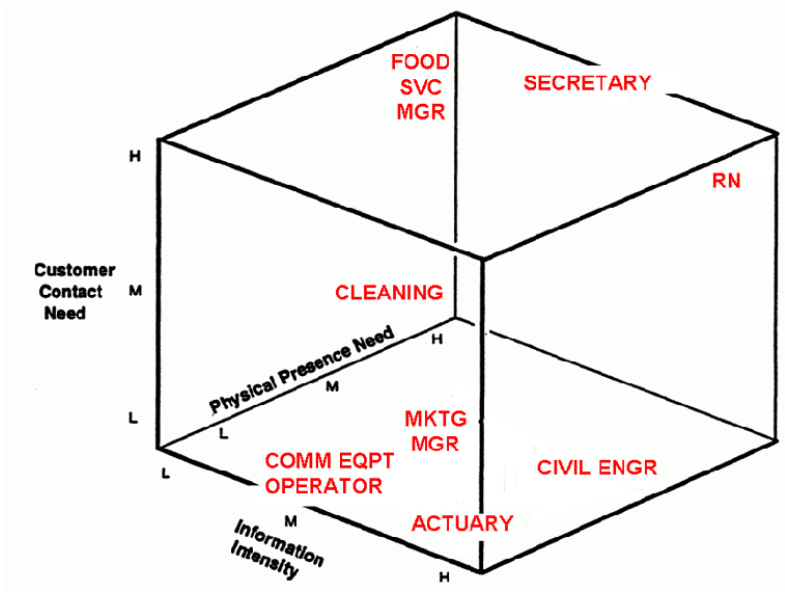 FOOD
SVC
MGR
SECRETARY
H
RN
Customer
Contact
Need
M
CLEANING
Physical Presence Need
H
M
L
L
MKTG
MGR
COMM EQPT
OPERATOR
CIVIL ENGR
L
M
ACTUARY
Information
Intensity
H